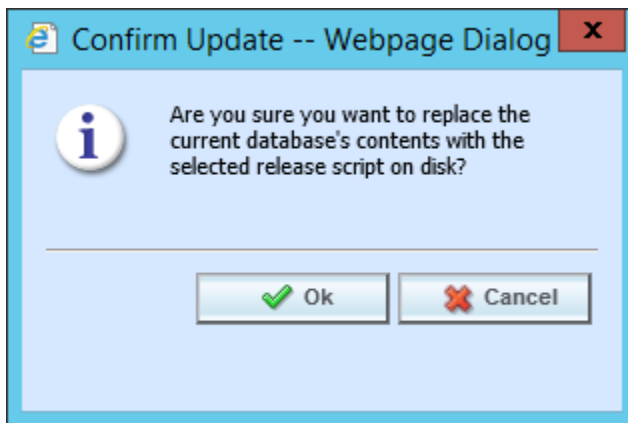 Confirm Update -- Webpage Dialog
x
Are you sure you want to replace the
current database's contents with the
selected release script on disk?
Ok
Cancel